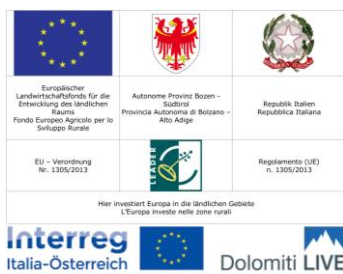 Europäischer
Landwirtschaftsfonds für die
Entwicklung des ländlichen
Raums
Fondo Europeo Agricolo per lo
Sviluppo Rurale
Autonome Provinz Bozen -
Südtirol
Provincia Autonoma di Bolzano -
Alto Adige
Republik Italien
Repubblica Italiana
EU – Verordnung
Nr. 1305/2013
LEADER
Regolamento (UE)
n. 1305/2013
Hier investiert Europa in die ländlichen Gebiete
L'Europa investe nelle zone rurali
Interreg
Italia-Österreich
Dolomiti LIVE